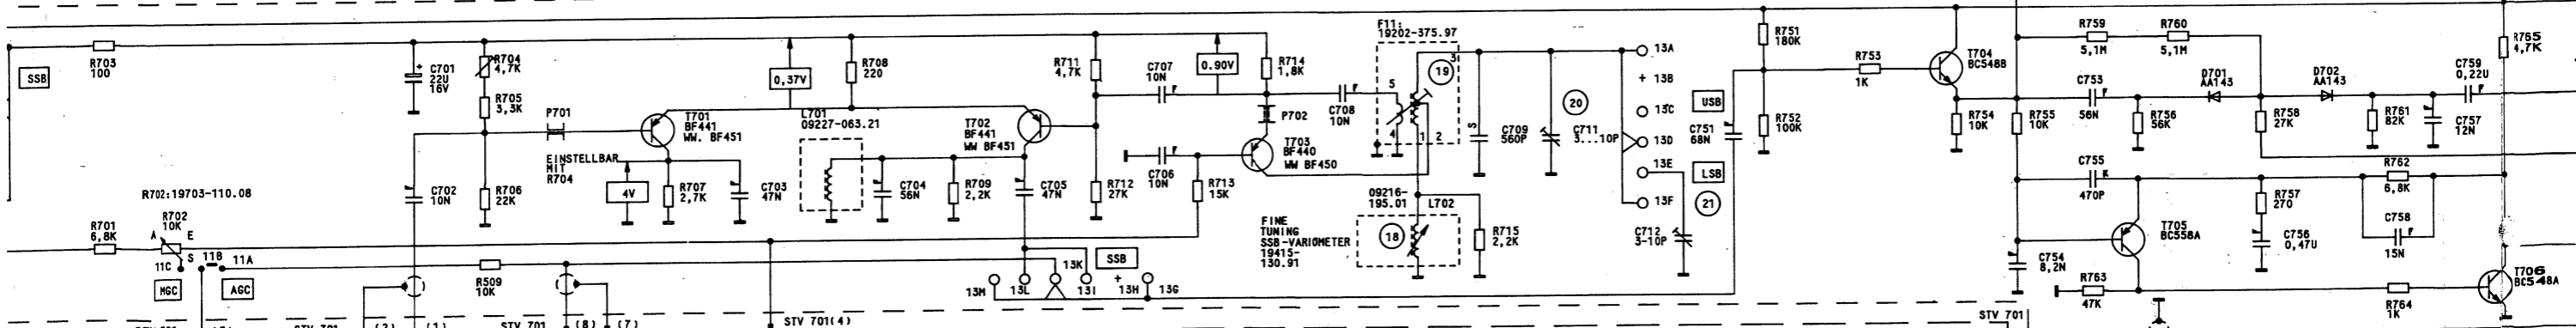 R703
100
SSB
C701
22U
16V
R704
4,7K
R705
3,3K
P701
EINSTELLBAR
MIT
R704
R702:19703-110.08
R701
6,8K
R702
10K
A
E
S
11C
11B
11A
MGC
AGC
C702
10N
R706
22K
R509
10K
T701
BF441
WW. BF451
4V
R707
2,7K
C703
47N
0,37V
R708
220
L701
09227-063.21
C704
56N
R709
2,2K
T702
BF441
WW BF451
C705
47N
R711
4,7K
R712
27K
C707
10N
0.90V
R714
1,8K
P702
C706
10N
R713
15K
T703
BF440
WW BF450
C708
10N
F11:
19202-375.97
5
4
3
1
2
19
09216-
195.01
L702
FINE
TUNING
SSB-VARIOMETER
19415-
130.91
18
R715
2,2K
C709
560P
20
C711
3...10P
13A
+ 13B
13C
13D
13E
13F
USB
LSB
21
C712
3-10P
C751
68N
13M
13L
13K
13I
SSB
+
13H
13G
R751
180K
R752
100K
R753
1K
T704
BC548B
R754
10K
R755
10K
R759
5,1M
R760
5,1M
C753
56N
R756
56K
D701
AA143
D702
AA143
R758
27K
R761
82K
C759
0,22U
C757
12N
R765
4,7K
C755
470P
R762
6,8K
T705
BC558A
R757
270
C756
0,47U
C758
15N
C754
8,2N
R763
47K
R764
1K
T706
BC548A
STV 701
(2)
(1)
STV 701
(8)
(7)
STV 701(4)
STV 701